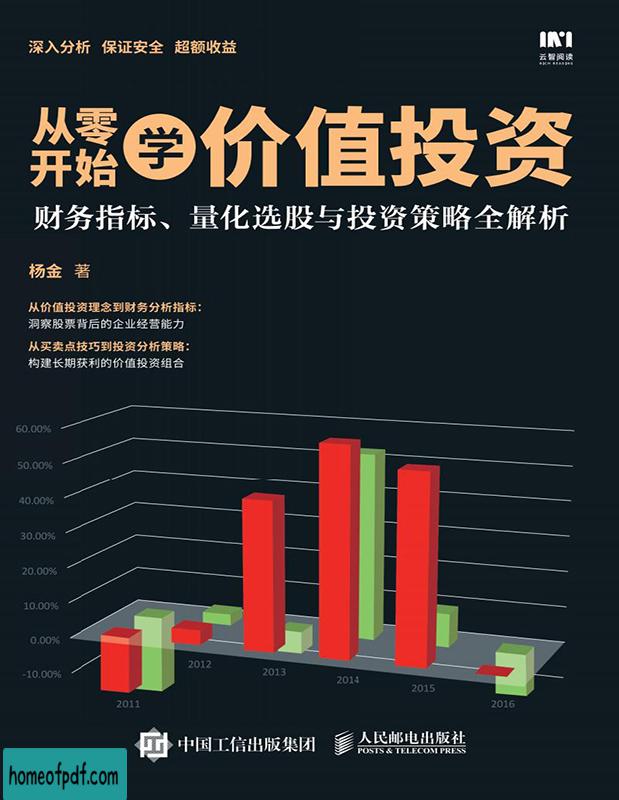 深入分析 保证安全 超额收益
云智阅读
从零开始学价值投资
财务指标、量化选股与投资策略全解析
杨金 著
从价值投资理念到财务分析指标：
洞察股票背后的企业经营能力
从买卖点技巧到投资分析策略：
构建长期获利的价值投资组合
60.00%
50.00%
40.00%
30.00%
20.00%
10.00%
0.00%
-10.00%
2011
2012
2013
2014
2015
2016
中国工信出版集团
人民邮电出版社
POSTS & TELECOM PRESS
homeofpdf.com